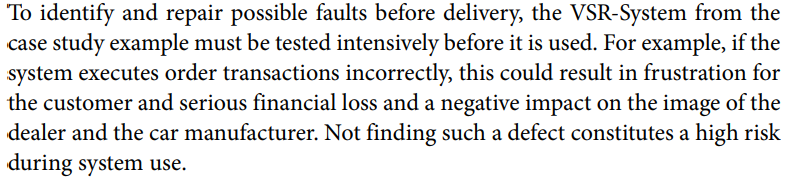 To identify and repair possible faults before delivery, the VSR-System from the
case study example must be tested intensively before it is used. For example, if the
system executes order transactions incorrectly, this could result in frustration for
the customer and serious financial loss and a negative impact on the image of the
dealer and the car manufacturer. Not finding such a defect constitutes a high risk
during system use.